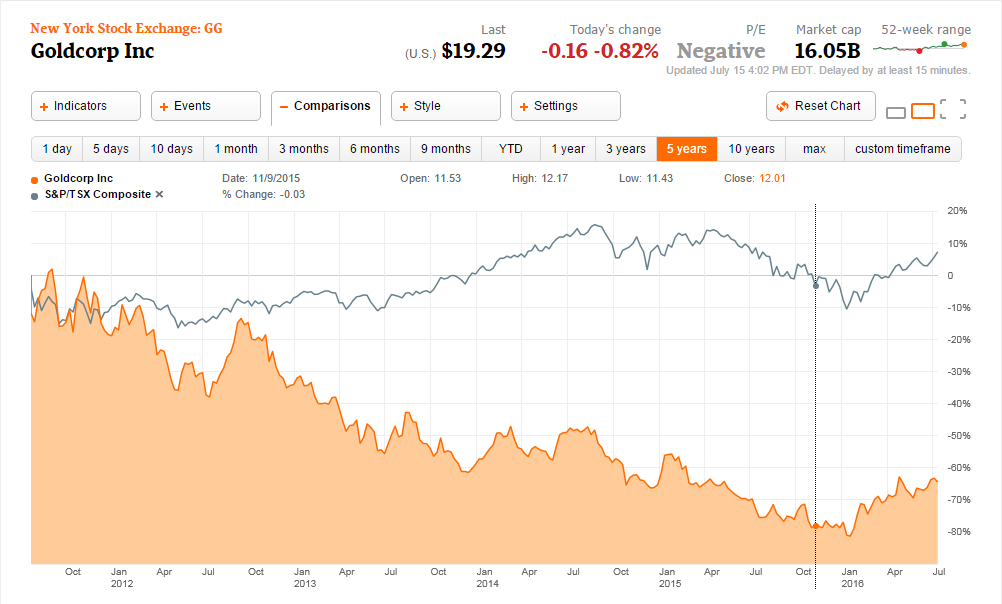 New York Stock Exchange: GG
Goldcorp Inc
Last
(U.S.) $19.29
Today's change
-0.16 -0.82%
P/E
Negative
Market cap
16.05B
52-week range
Updated July 15 4:02 PM EDT. Delayed by at least 15 minutes.
+ Indicators + Events − Comparisons + Style + Settings Reset Chart
1 day 5 days 10 days 1 month 3 months 6 months 9 months YTD 1 year 3 years 5 years 10 years max custom timeframe
Goldcorp Inc Date: 11/9/2015 Open: 11.53 High: 12.17 Low: 11.43 Close: 12.01
S&P/TSX Composite ✕ % Change: -0.03
20%
10%
0
-10%
-20%
-30%
-40%
-50%
-60%
-70%
-80%
Oct Jan Apr Jul Oct Jan Apr Jul Oct Jan Apr Jul Oct Jan Apr Jul Oct Jan Apr Jul
2012 2013 2014 2015 2016